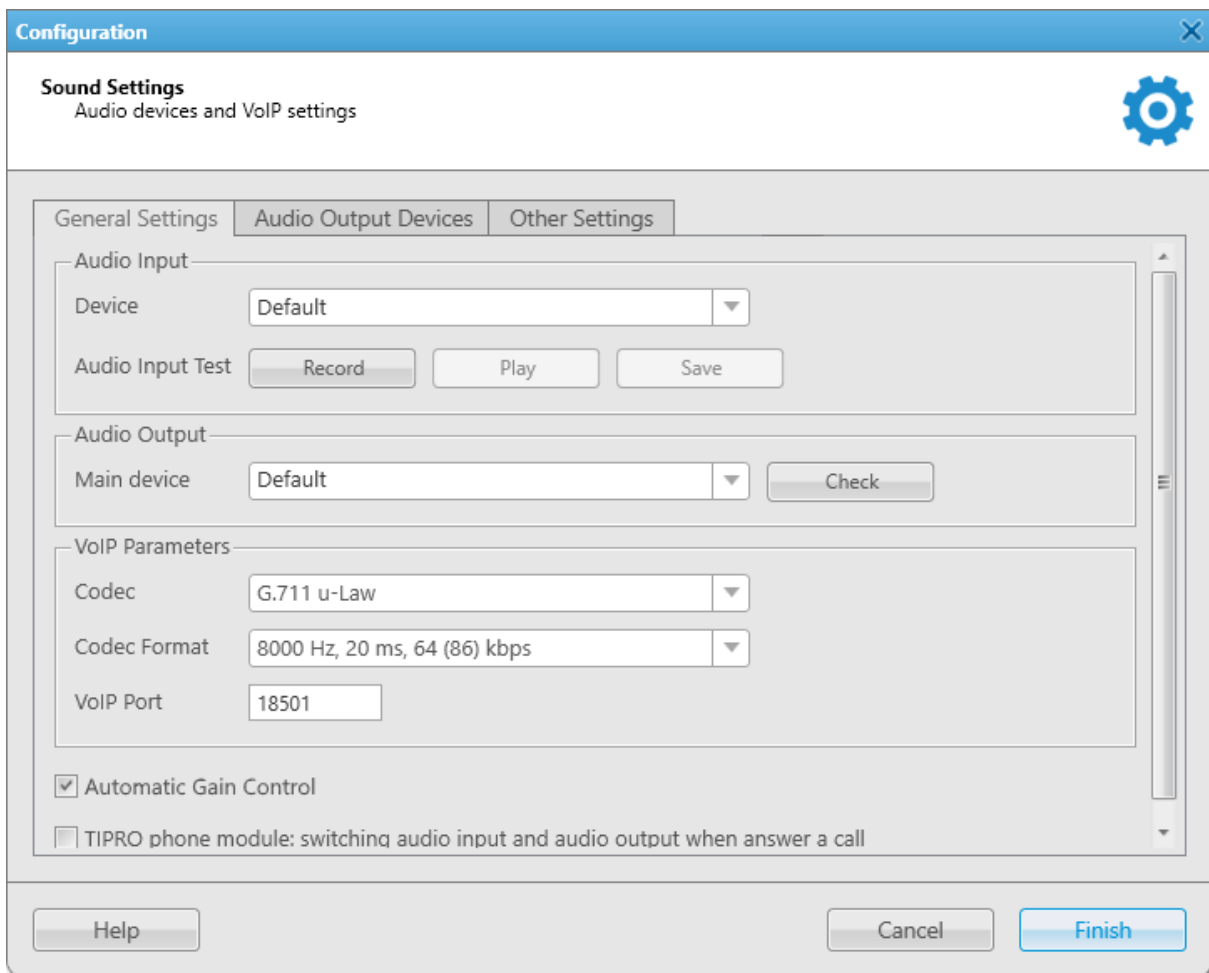 Configuration
Sound Settings
Audio devices and VoIP settings
General Settings
Audio Output Devices
Other Settings
Audio Input
Device
Default
Audio Input Test
Record
Play
Save
Audio Output
Main device
Default
Check
VoIP Parameters
Codec
G.711 u-Law
Codec Format
8000 Hz, 20 ms, 64 (86) kbps
VoIP Port
18501
Automatic Gain Control
TIPRO phone module: switching audio input and audio output when answer a call
Help
Cancel
Finish